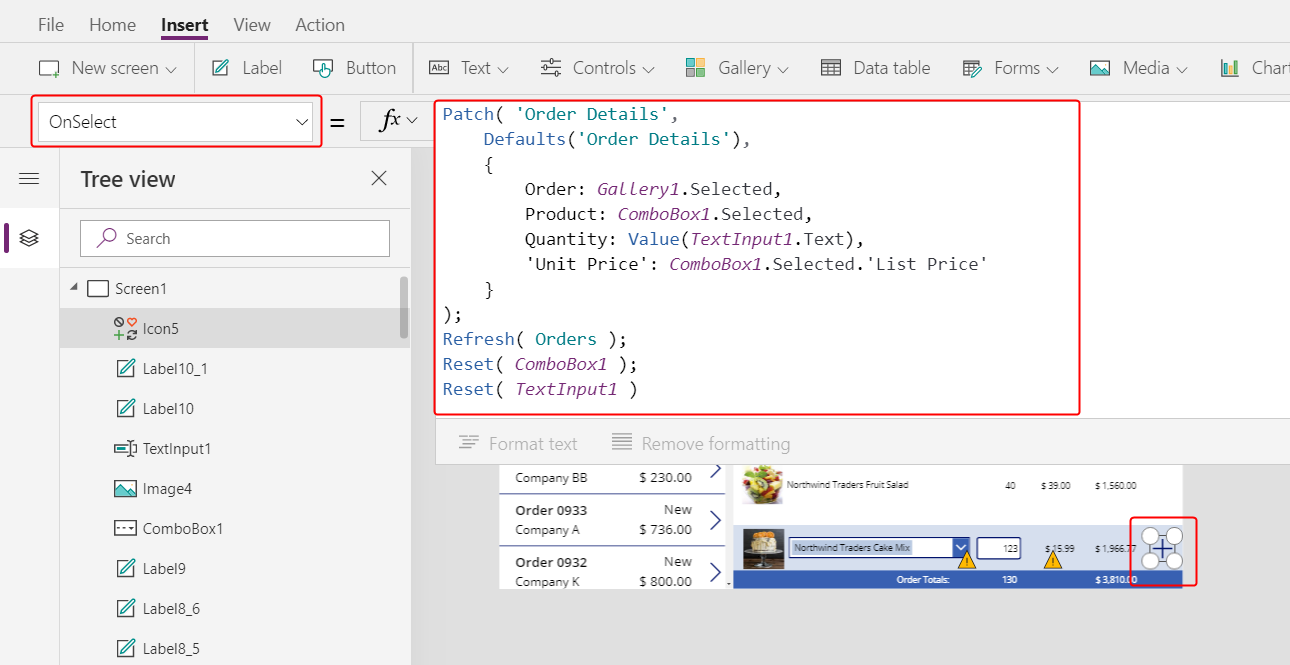 File Home Insert View Action
New screen Label Button Abc Text Controls Gallery Data table Forms Media Chart
OnSelect = fx
Patch( 'Order Details',
Defaults('Order Details'),
{
Order: Gallery1.Selected,
Product: ComboBox1.Selected,
Quantity: Value(TextInput1.Text),
'Unit Price': ComboBox1.Selected.'List Price'
}
);
Refresh( Orders );
Reset( ComboBox1 );
Reset( TextInput1 )
Format text Remove formatting
Tree view
Search
Screen1
Icon5
Label10_1
Label10
TextInput1
Image4
ComboBox1
Label9
Label8_6
Label8_5
Company BB $ 230.00
Order 0933 New
Company A $ 736.00
Order 0932 New
Company K $ 800.00
Northwind Traders Fruit Salad 40 $ 39.00 $ 1,560.00
Northwind Traders Cake Mix 123 $ 15.99 $ 1,966.77
Order Totals: 130 $ 3,810.00